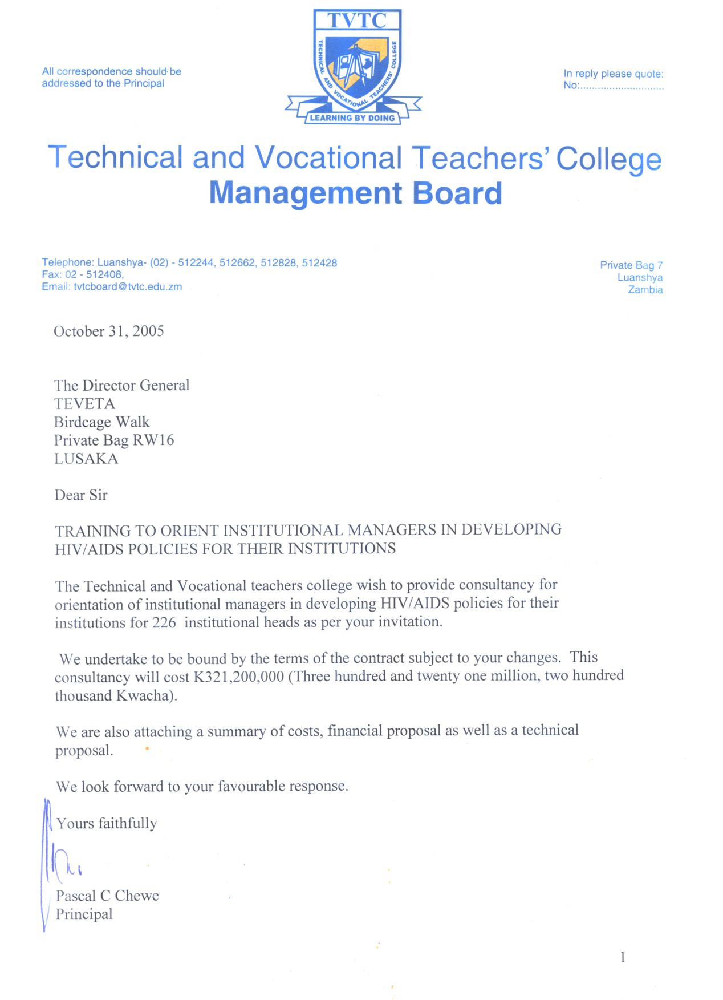 TVTC
TECHNICAL AND VOCATIONAL TEACHERS' COLLEGE
LEARNING BY DOING
All correspondence should be
addressed to the Principal
In reply please quote:
No:.............................
Technical and Vocational Teachers' College
Management Board
Telephone: Luanshya- (02) - 512244, 512662, 512828, 512428
Fax: 02 - 512408,
Email: tvtcboard@tvtc.edu.zm
Private Bag 7
Luanshya
Zambia
October 31, 2005
The Director General
TEVETA
Birdcage Walk
Private Bag RW16
LUSAKA
Dear Sir
TRAINING TO ORIENT INSTITUTIONAL MANAGERS IN DEVELOPING
HIV/AIDS POLICIES FOR THEIR INSTITUTIONS
The Technical and Vocational teachers college wish to provide consultancy for
orientation of institutional managers in developing HIV/AIDS policies for their
institutions for 226  institutional heads as per your invitation.
We undertake to be bound by the terms of the contract subject to your changes.  This
consultancy will cost K321,200,000 (Three hundred and twenty one million, two hundred
thousand Kwacha).
We are also attaching a summary of costs, financial proposal as well as a technical
proposal.
We look forward to your favourable response.
Yours faithfully
Pascal C Chewe
Principal
1